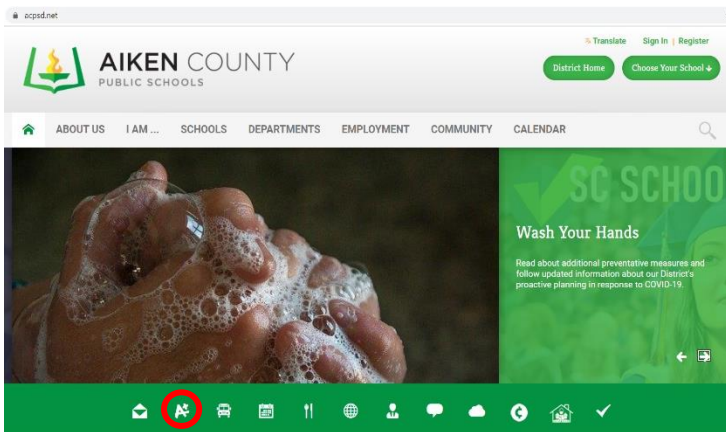 acpsd.net
Translate Sign In | Register
AIKEN COUNTY
PUBLIC SCHOOLS
District Home Choose Your School
ABOUT US I AM ... SCHOOLS DEPARTMENTS EMPLOYMENT COMMUNITY CALENDAR
SC SCHOO
Wash Your Hands
Read about additional preventative measures and
follow updated information about our District's
proactive planning in response to COVID-19.
A+